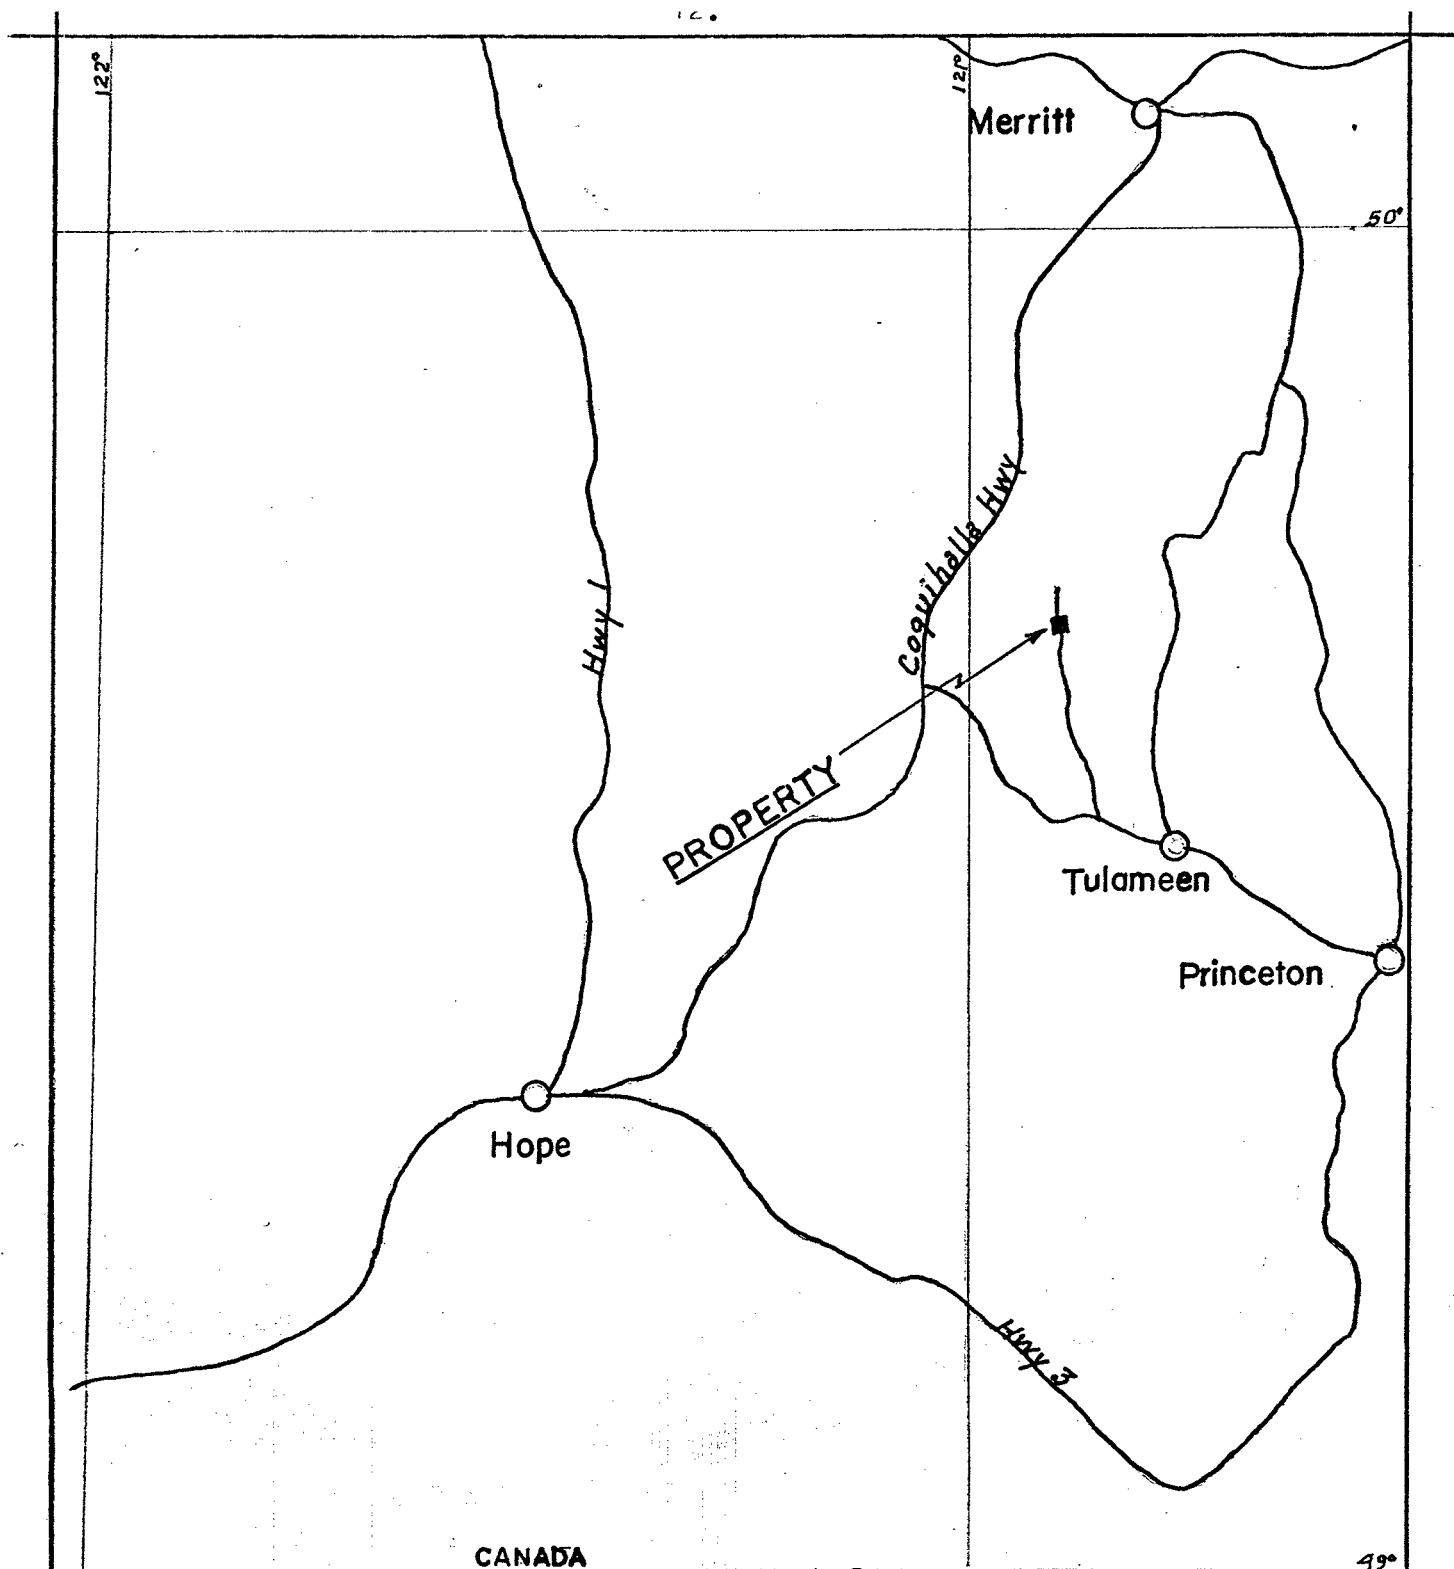 122°
121°
Merritt
50°
Coquihalla Hwy
Hwy 1
PROPERTY
Tulameen
Princeton
Hope
Hwy 3
CANADA
49°